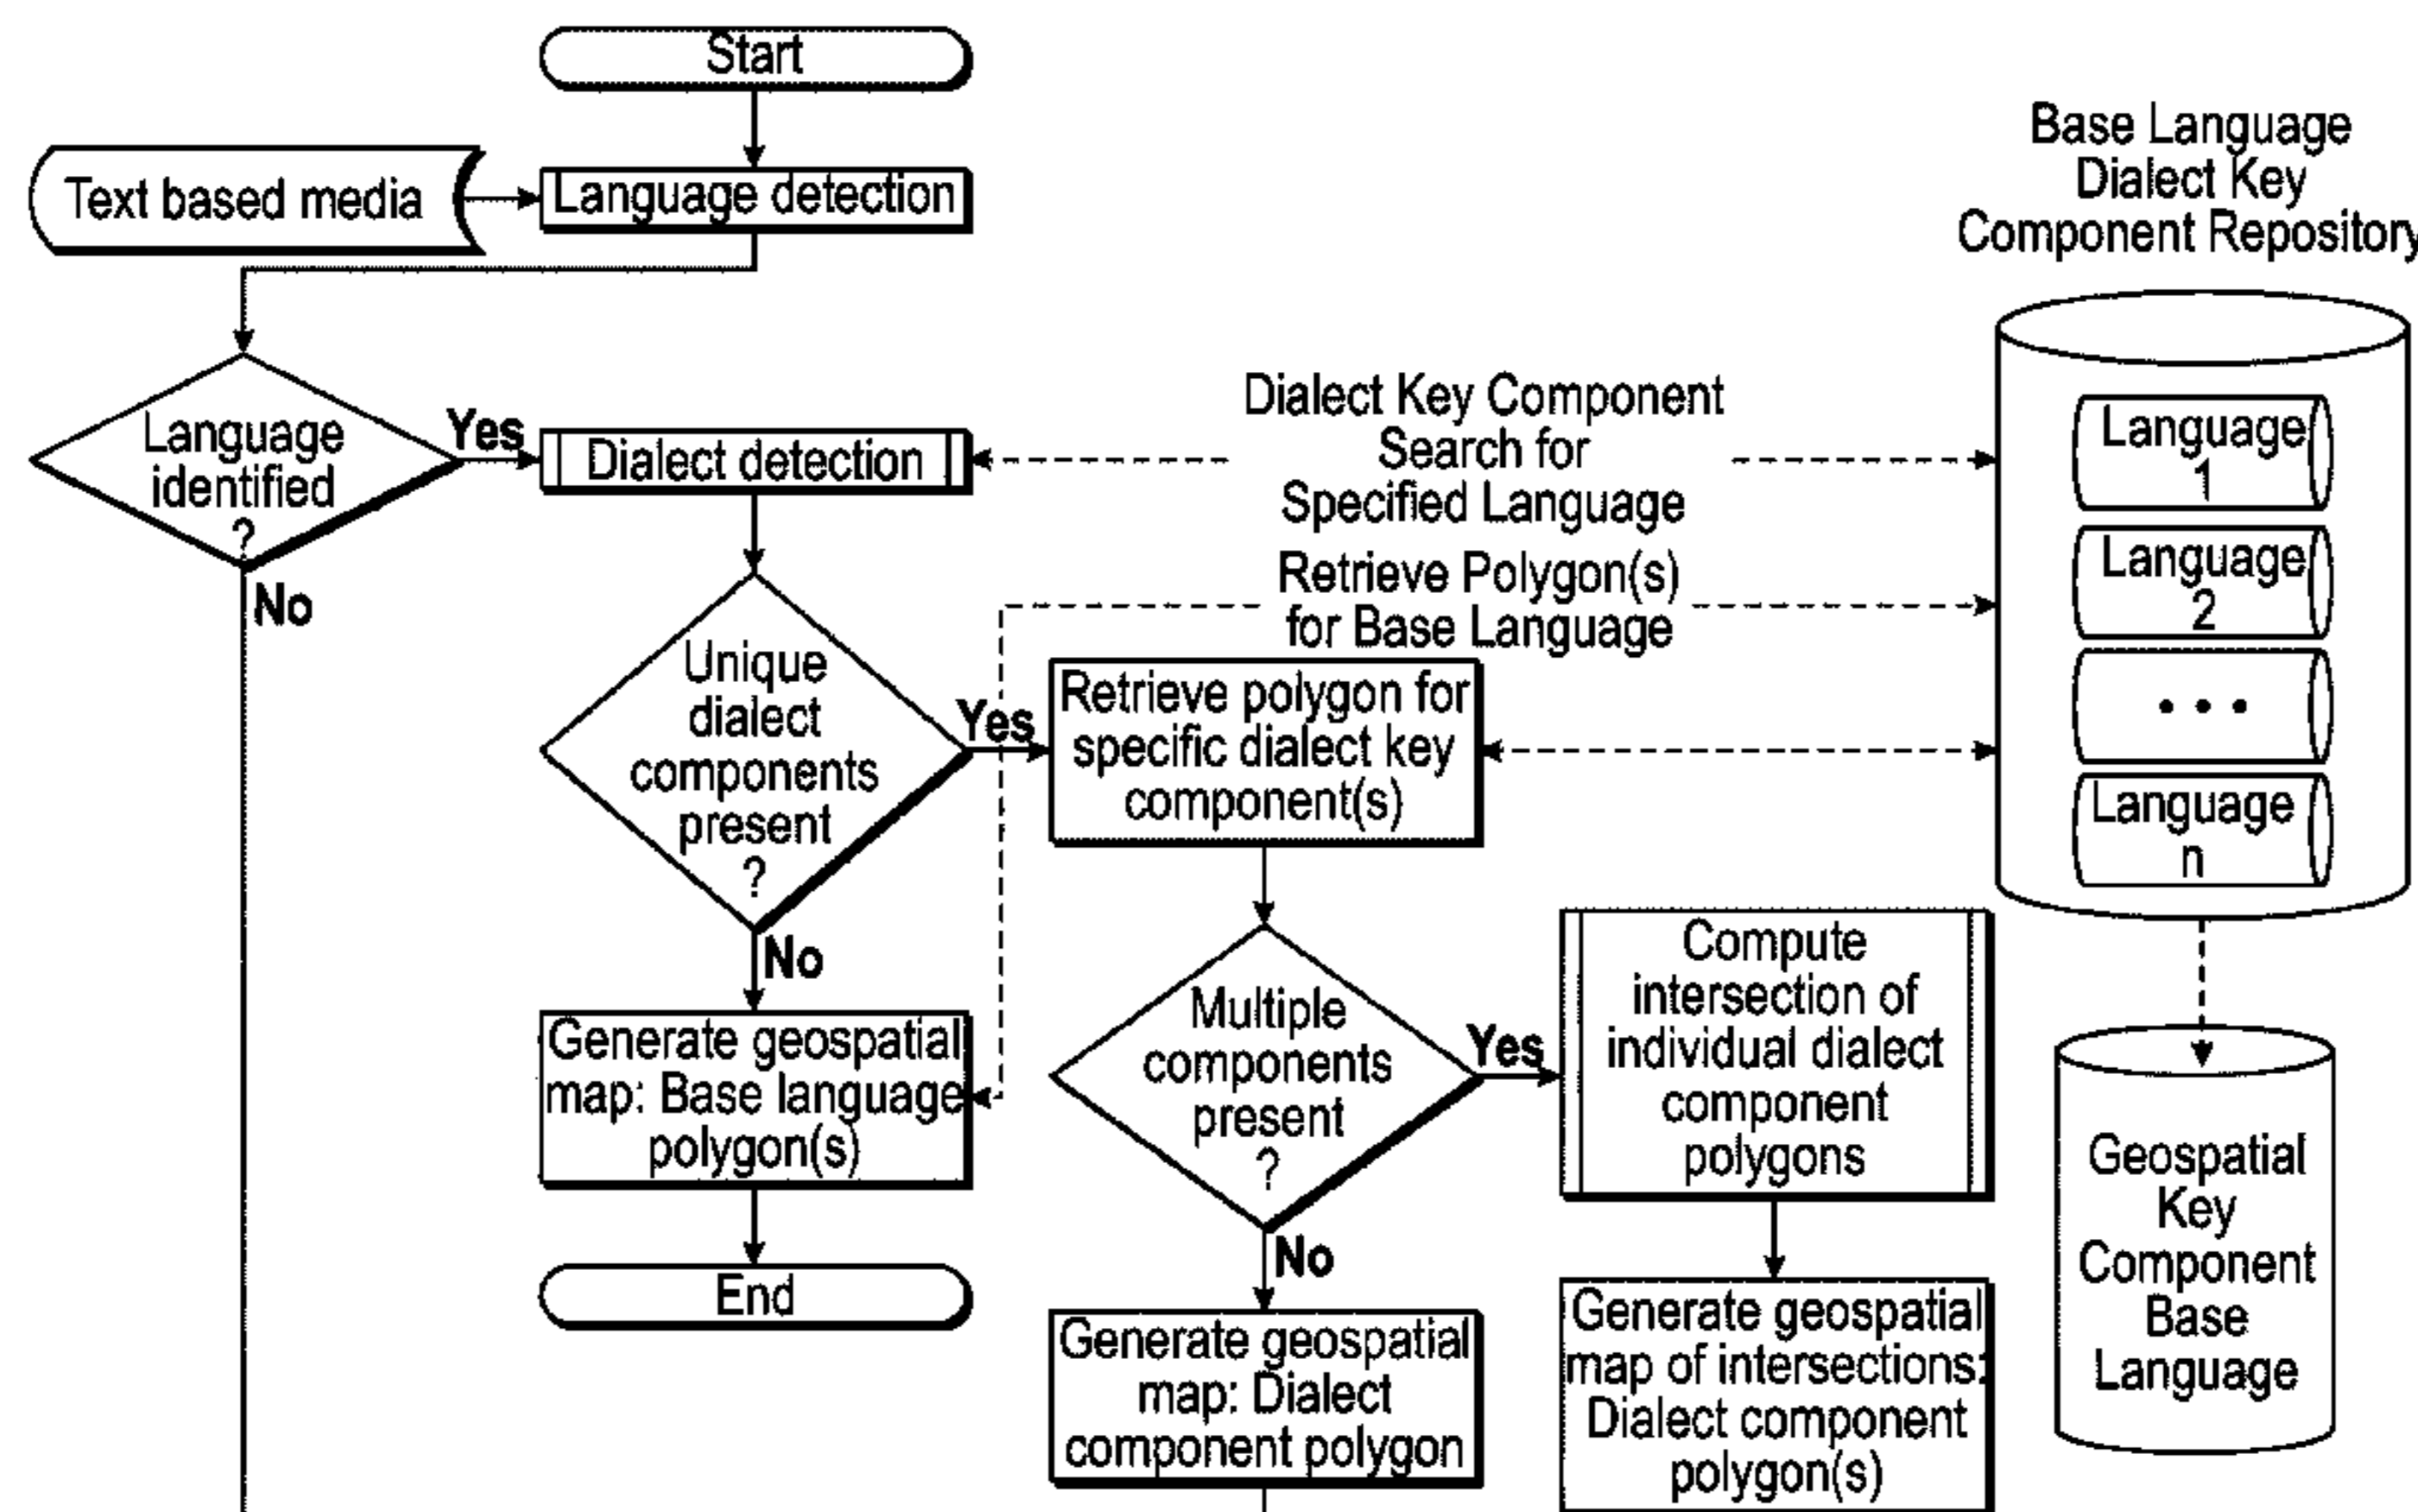 Start
Text based media
Language detection
Base Language
Dialect Key
Component Repository
Language
identified
?
Yes
No
Dialect detection
Dialect Key Component
Search for
Specified Language
Retrieve Polygon(s)
for Base Language
Language
1
Language
2
• • •
Language
n
Unique
dialect
components
present
?
Yes
No
Retrieve polygon for
specific dialect key
component(s)
Generate geospatial
map: Base language
polygon(s)
End
Multiple
components
present
?
Yes
No
Compute
intersection of
individual dialect
component
polygons
Generate geospatial
map: Dialect
component polygon
Generate geospatial
map of intersections:
Dialect component
polygon(s)
Geospatial
Key
Component
Base
Language